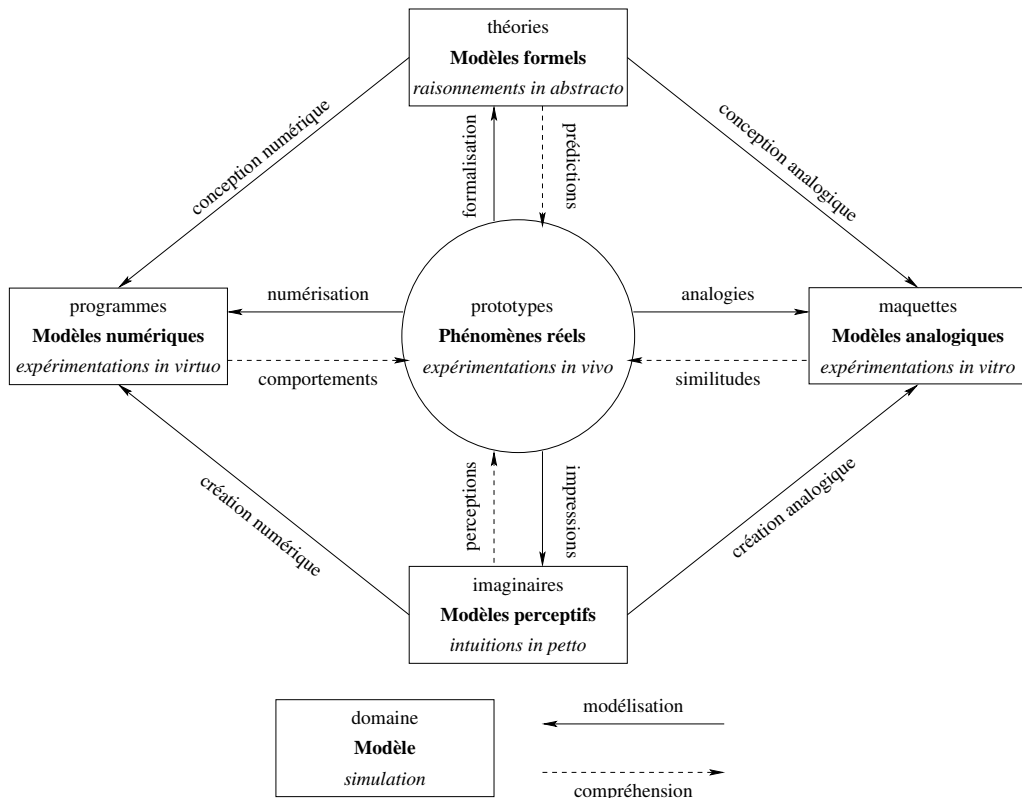 théories
Modèles formels
raisonnements in abstracto
conception numérique
formalisation
prédictions
conception analogique
programmes
Modèles numériques
expérimentations in virtuo
numérisation
comportements
prototypes
Phénomènes réels
expérimentations in vivo
analogies
similitudes
maquettes
Modèles analogiques
expérimentations in vitro
création numérique
perceptions
impressions
création analogique
imaginaires
Modèles perceptifs
intuitions in petto
domaine
Modèle
simulation
modélisation
compréhension